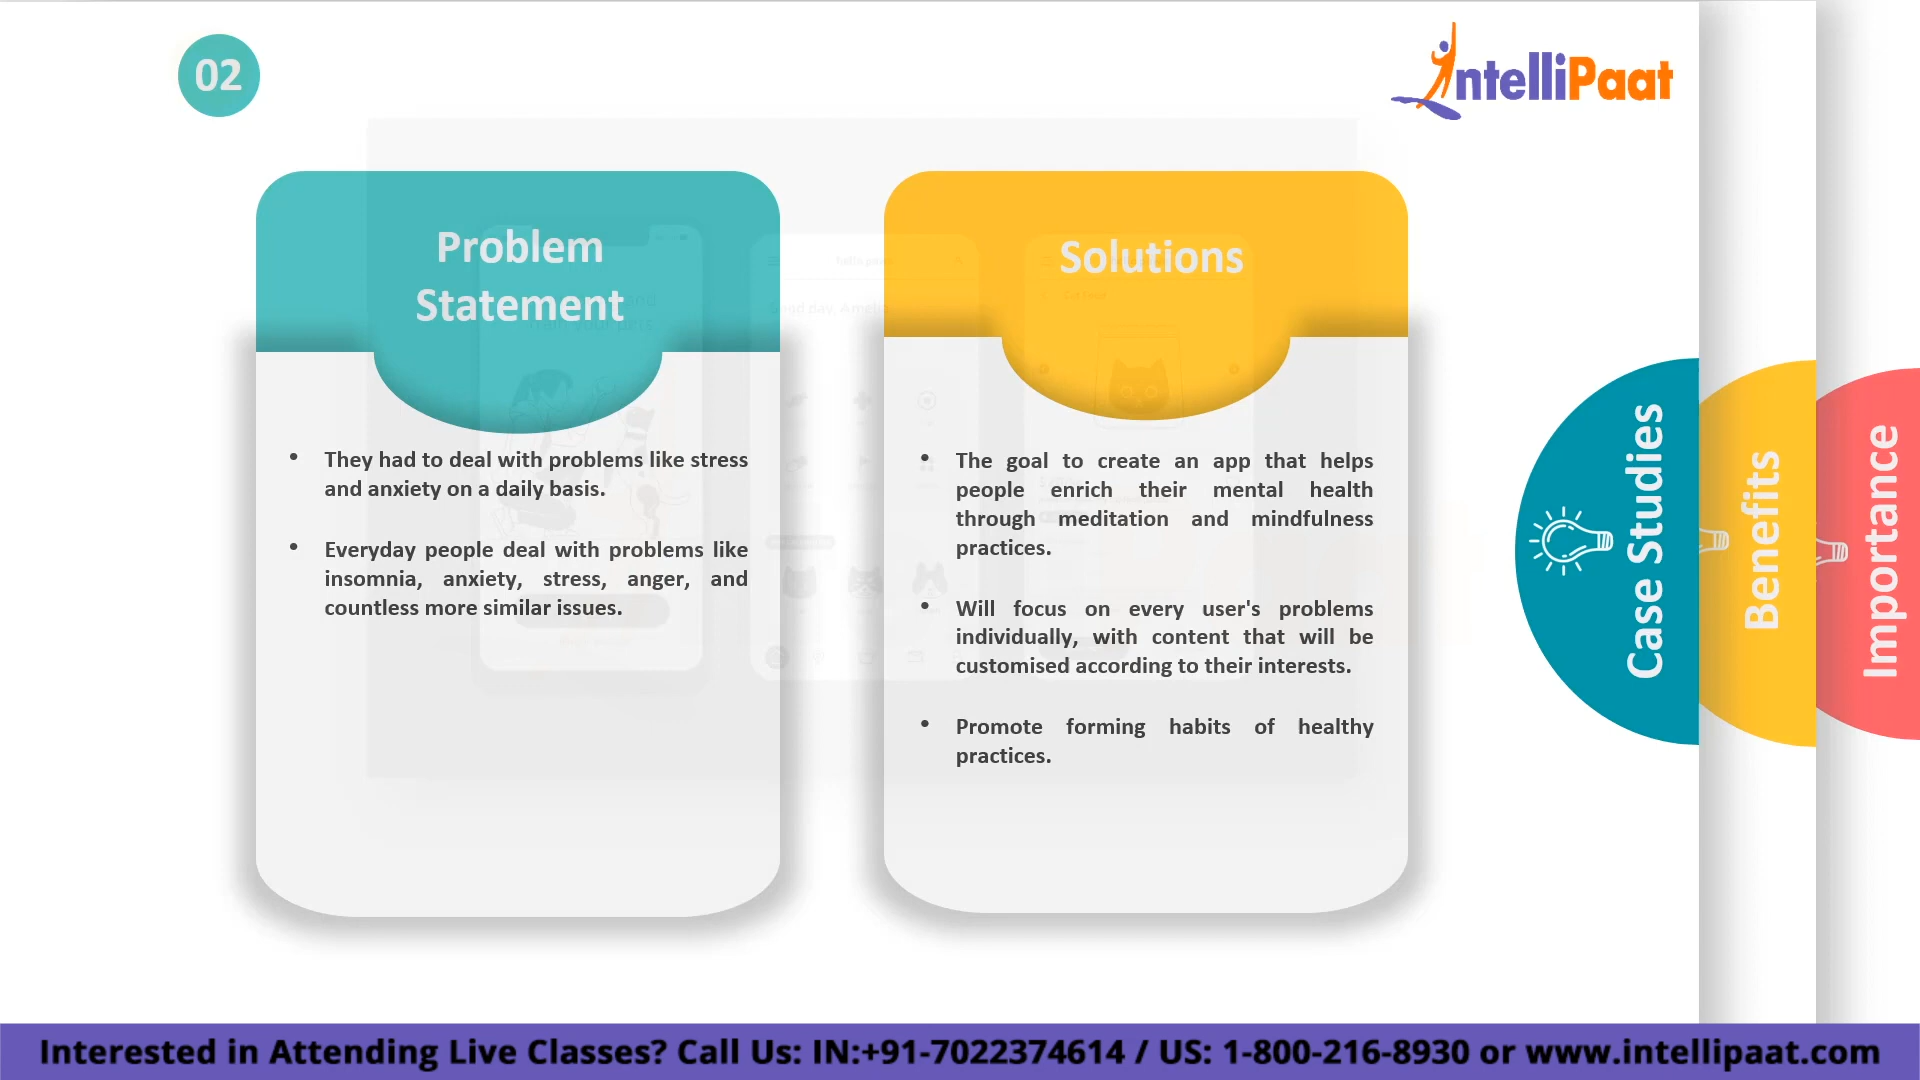 02
IntelliPaat
Problem
Statement
• They had to deal with problems like stress
and anxiety on a daily basis.
• Everyday people deal with problems like
insomnia, anxiety, stress, anger, and
countless more similar issues.
Solutions
• The goal to create an app that helps
people enrich their mental health
through meditation and mindfulness
practices.
• Will focus on every user's problems
individually, with content that will be
customised according to their interests.
• Promote forming habits of healthy
practices.
Case Studies
Benefits
Importance
Interested in Attending Live Classes? Call Us: IN:+91-7022374614 / US: 1-800-216-8930 or www.intellipaat.com